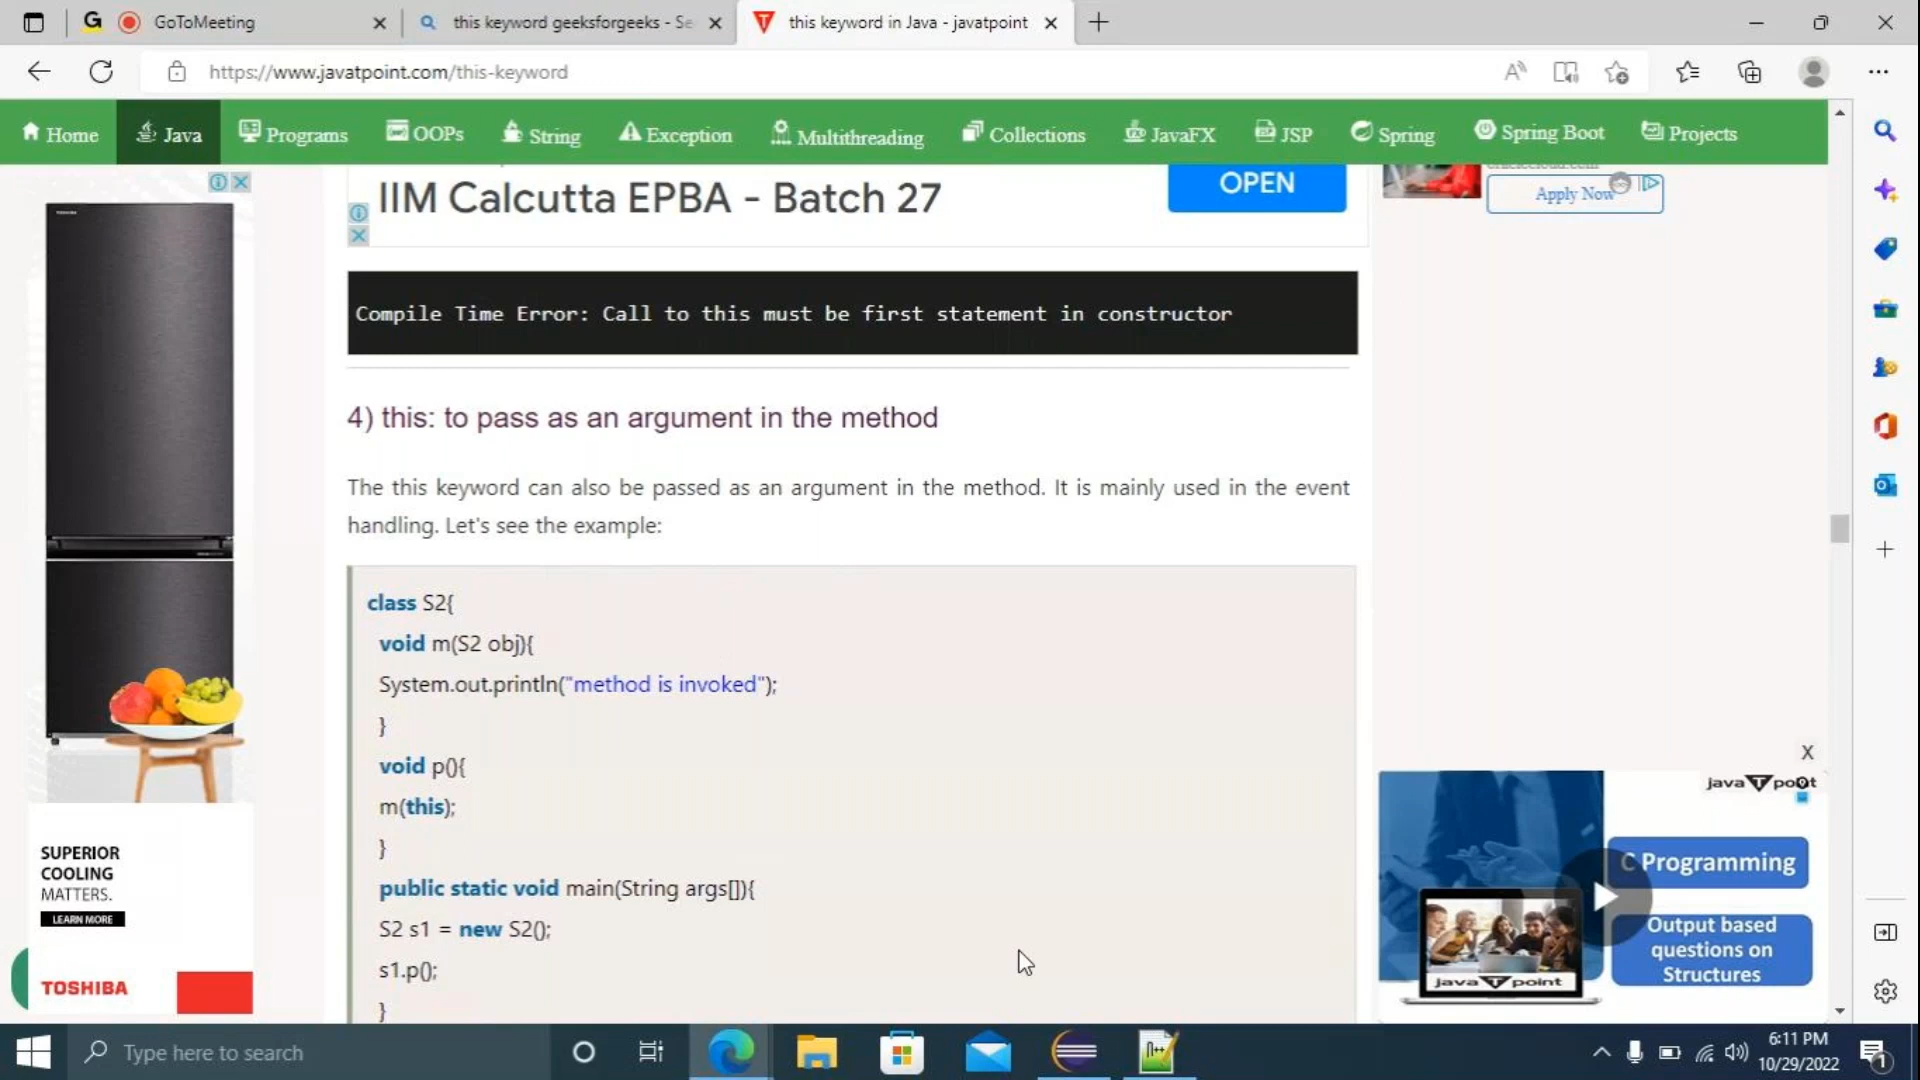 GoToMeeting
this keyword geeksforgeeks - Se
this keyword in Java - javatpoint
https://www.javatpoint.com/this-keyword
Home
Java
Programs
OOPs
String
Exception
Multithreading
Collections
JavaFX
JSP
Spring
Spring Boot
Projects
IIM Calcutta EPBA - Batch 27
OPEN
Apply Now
Compile Time Error: Call to this must be first statement in constructor
4) this: to pass as an argument in the method
The this keyword can also be passed as an argument in the method. It is mainly used in the event
handling. Let's see the example:
class S2{
void m(S2 obj){
System.out.println("method is invoked");
}
void p(){
m(this);
}
public static void main(String args[]){
S2 s1 = new S2();
s1.p();
}
SUPERIOR
COOLING
MATTERS.
LEARN MORE
TOSHIBA
X
javaTpoint
C Programming
Output based
questions on
Structures
javaTpoint
Type here to search
6:11 PM
10/29/2022
1